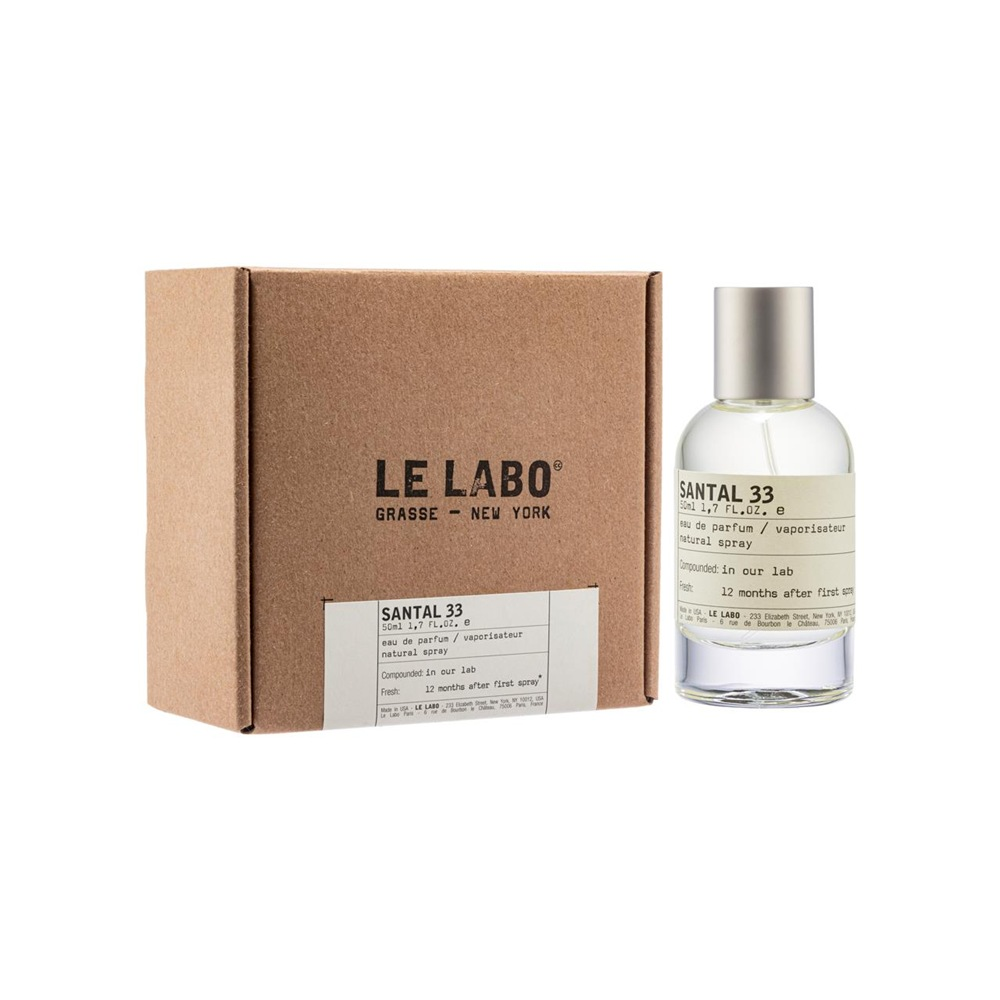 LE LABO
GRASSE - NEW YORK
SANTAL 33
50ml 1,7 FL.OZ. e
eau de parfum / vaporisateur
natural spray
Compounded: in our lab
Fresh: 12 months after first spray*
Made in USA - LE LABO - 233 Elizabeth Street, New York, NY 10012, USA
Le Labo Paris - 6 rue de Bourbon le Château, 75006 Paris, France
SANTAL 33
50ml 1,7 FL.OZ. e
eau de parfum / vaporisateur
natural spray
Compounded: in our lab
Fresh: 12 months after first spray
Made in USA - LE LABO - 233 Elizabeth Street, New York, NY 10012
Le Labo Paris - 6 rue de Bourbon le Château, 75006 Paris, France